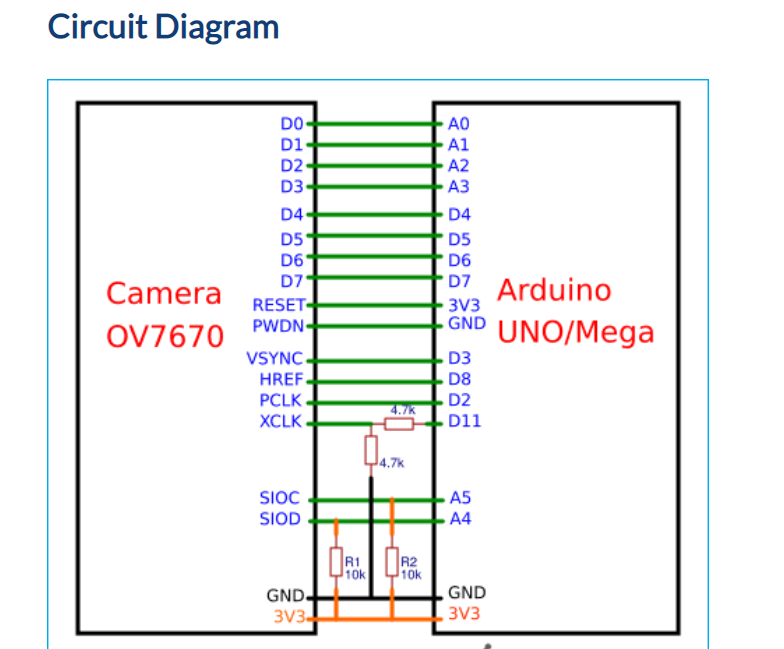 Circuit Diagram
D0 A0
D1 A1
D2 A2
D3 A3
D4 D4
D5 D5
D6 D6
D7 D7
Camera
OV7670
Arduino
UNO/Mega
RESET 3V3
PWDN GND
VSYNC D3
HREF D8
PCLK D2
4.7k
XCLK D11
4.7k
SIOC A5
SIOD A4
R1
10k
R2
10k
GND GND
3V3 3V3